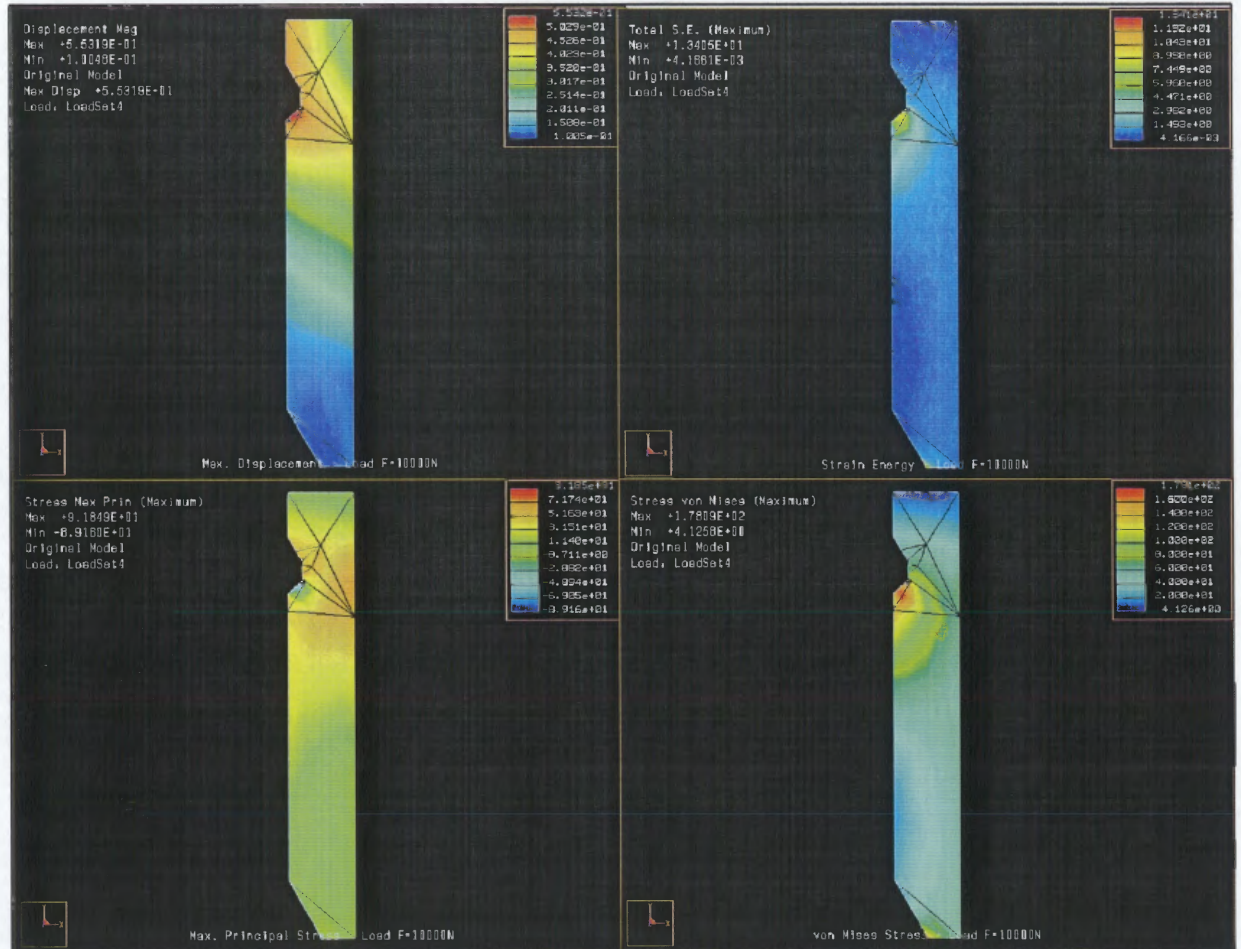 Displacement Mag
Max +5.5319E-01
Min +1.0048E-01
Original Model
Max Disp +5.5319E-01
Load: LoadSet4
5.532e-01
5.029e-01
4.526e-01
4.023e-01
3.520e-01
3.017e-01
2.514e-01
2.011e-01
1.508e-01
1.005e-01
Max. Displacement - Load F=10000N
Total S.E. (Maximum)
Max +1.3405E+01
Min +4.1661E-03
Original Model
Load: LoadSet4
1.341e+01
1.192e+01
1.043e+01
8.938e+00
7.449e+00
5.960e+00
4.471e+00
2.982e+00
1.493e+00
4.166e-03
Strain Energy - Load F=10000N
Stress Max Prin (Maximum)
Max +9.1849E+01
Min -8.9160E+01
Original Model
Load: LoadSet4
9.185e+01
7.174e+01
5.163e+01
3.151e+01
1.140e+01
-8.711e+00
-2.882e+01
-4.894e+01
-6.905e+01
-8.916e+01
Max. Principal Stress - Load F=10000N
Stress von Mises (Maximum)
Max +1.7809E+02
Min +4.1258E+00
Original Model
Load: LoadSet4
1.600e+02
1.400e+02
1.200e+02
1.000e+02
8.000e+01
6.000e+01
4.000e+01
2.000e+01
4.126e+00
von Mises Stress - Load F=10000N